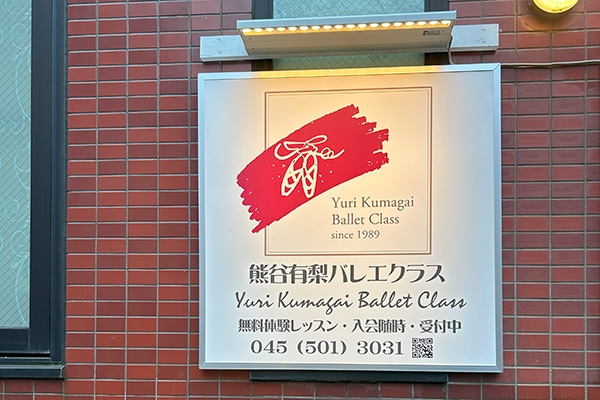 Yuri Kumagai
Ballet Class
since 1989
熊谷有梨バレエクラス
Yuri Kumagai Ballet Class
無料体験レッスン・入会随時・受付中
045 (501) 3031